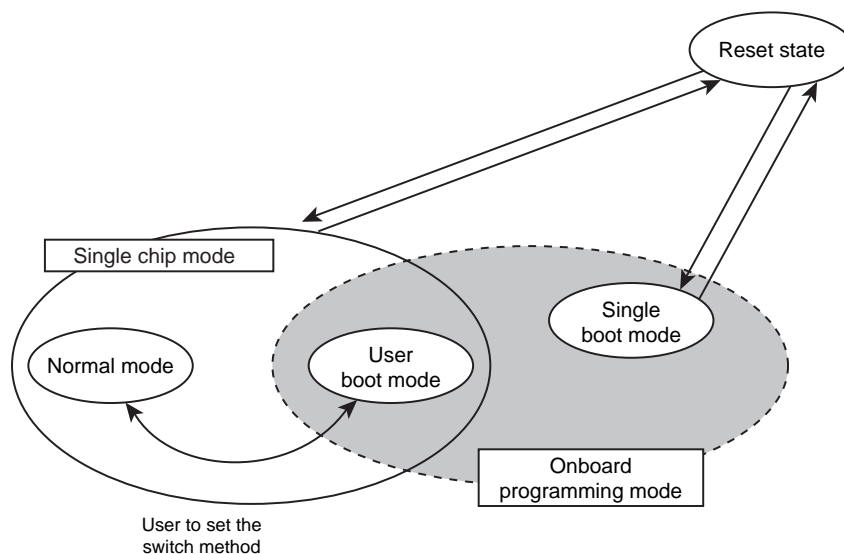 Reset state
Single chip mode
Single
boot mode
Normal mode
User
boot mode
Onboard
programming mode
User to set the
switch method